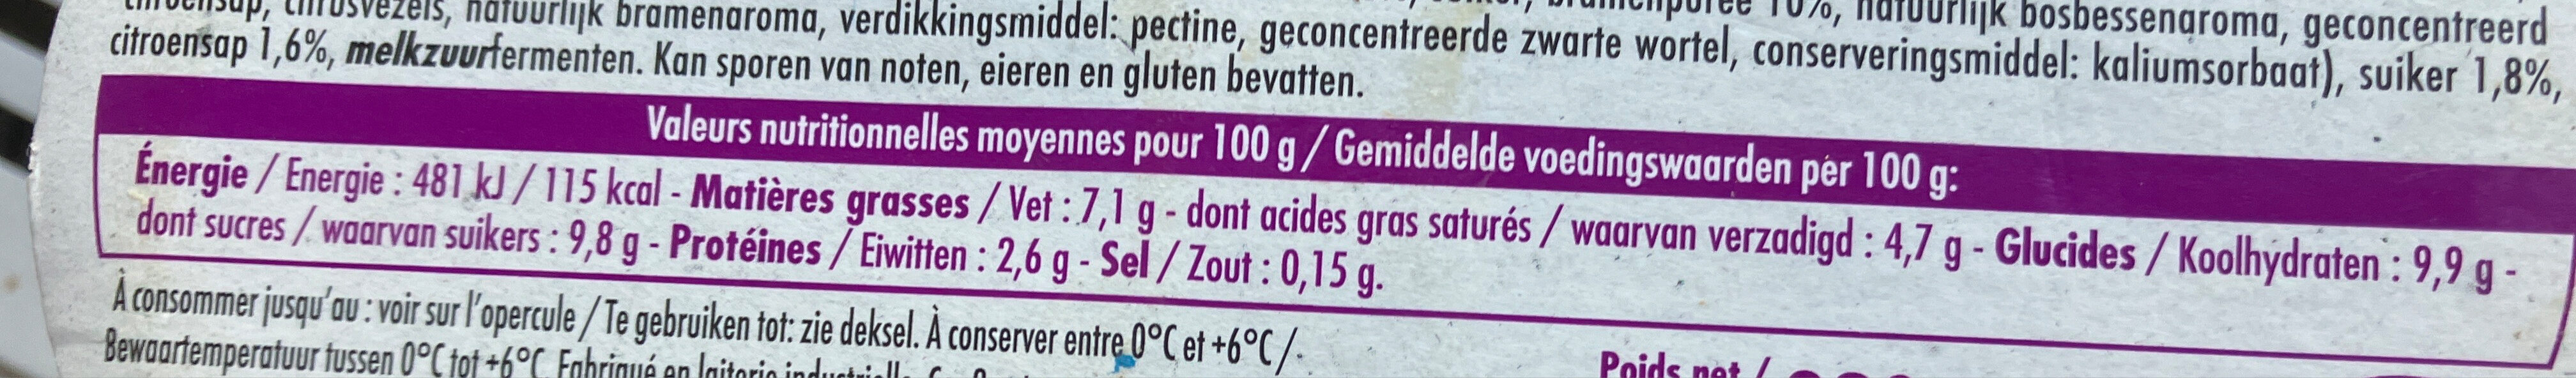 citrusvezels, natuurlijk bramenaroma, verdikkingsmiddel: pectine, geconcentreerde zwarte wortel, conserveringsmiddel: kaliumsorbaat), suiker 1,8%,
10%, natuurlijk bosbessenaroma, geconcentreerd
citroensap 1,6%, melkzuurfermenten. Kan sporen van noten, eieren en gluten bevatten.
Valeurs nutritionnelles moyennes pour 100 g / Gemiddelde voedingswaarden per 100 g:
Énergie / Energie : 481 kJ / 115 kcal - Matières grasses / Vet : 7,1 g - dont acides gras saturés / waarvan verzadigd : 4,7 g - Glucides / Koolhydraten : 9,9 g -
dont sucres / waarvan suikers : 9,8 g - Protéines / Eiwitten : 2,6 g - Sel / Zout : 0,15 g.
À consommer jusqu'au : voir sur l'opercule / Te gebruiken tot: zie deksel. À conserver entre 0°C et +6°C /
Bewaartemperatuur tussen 0°C tot +6°C. Fabriqué en laiterie
Poids net /